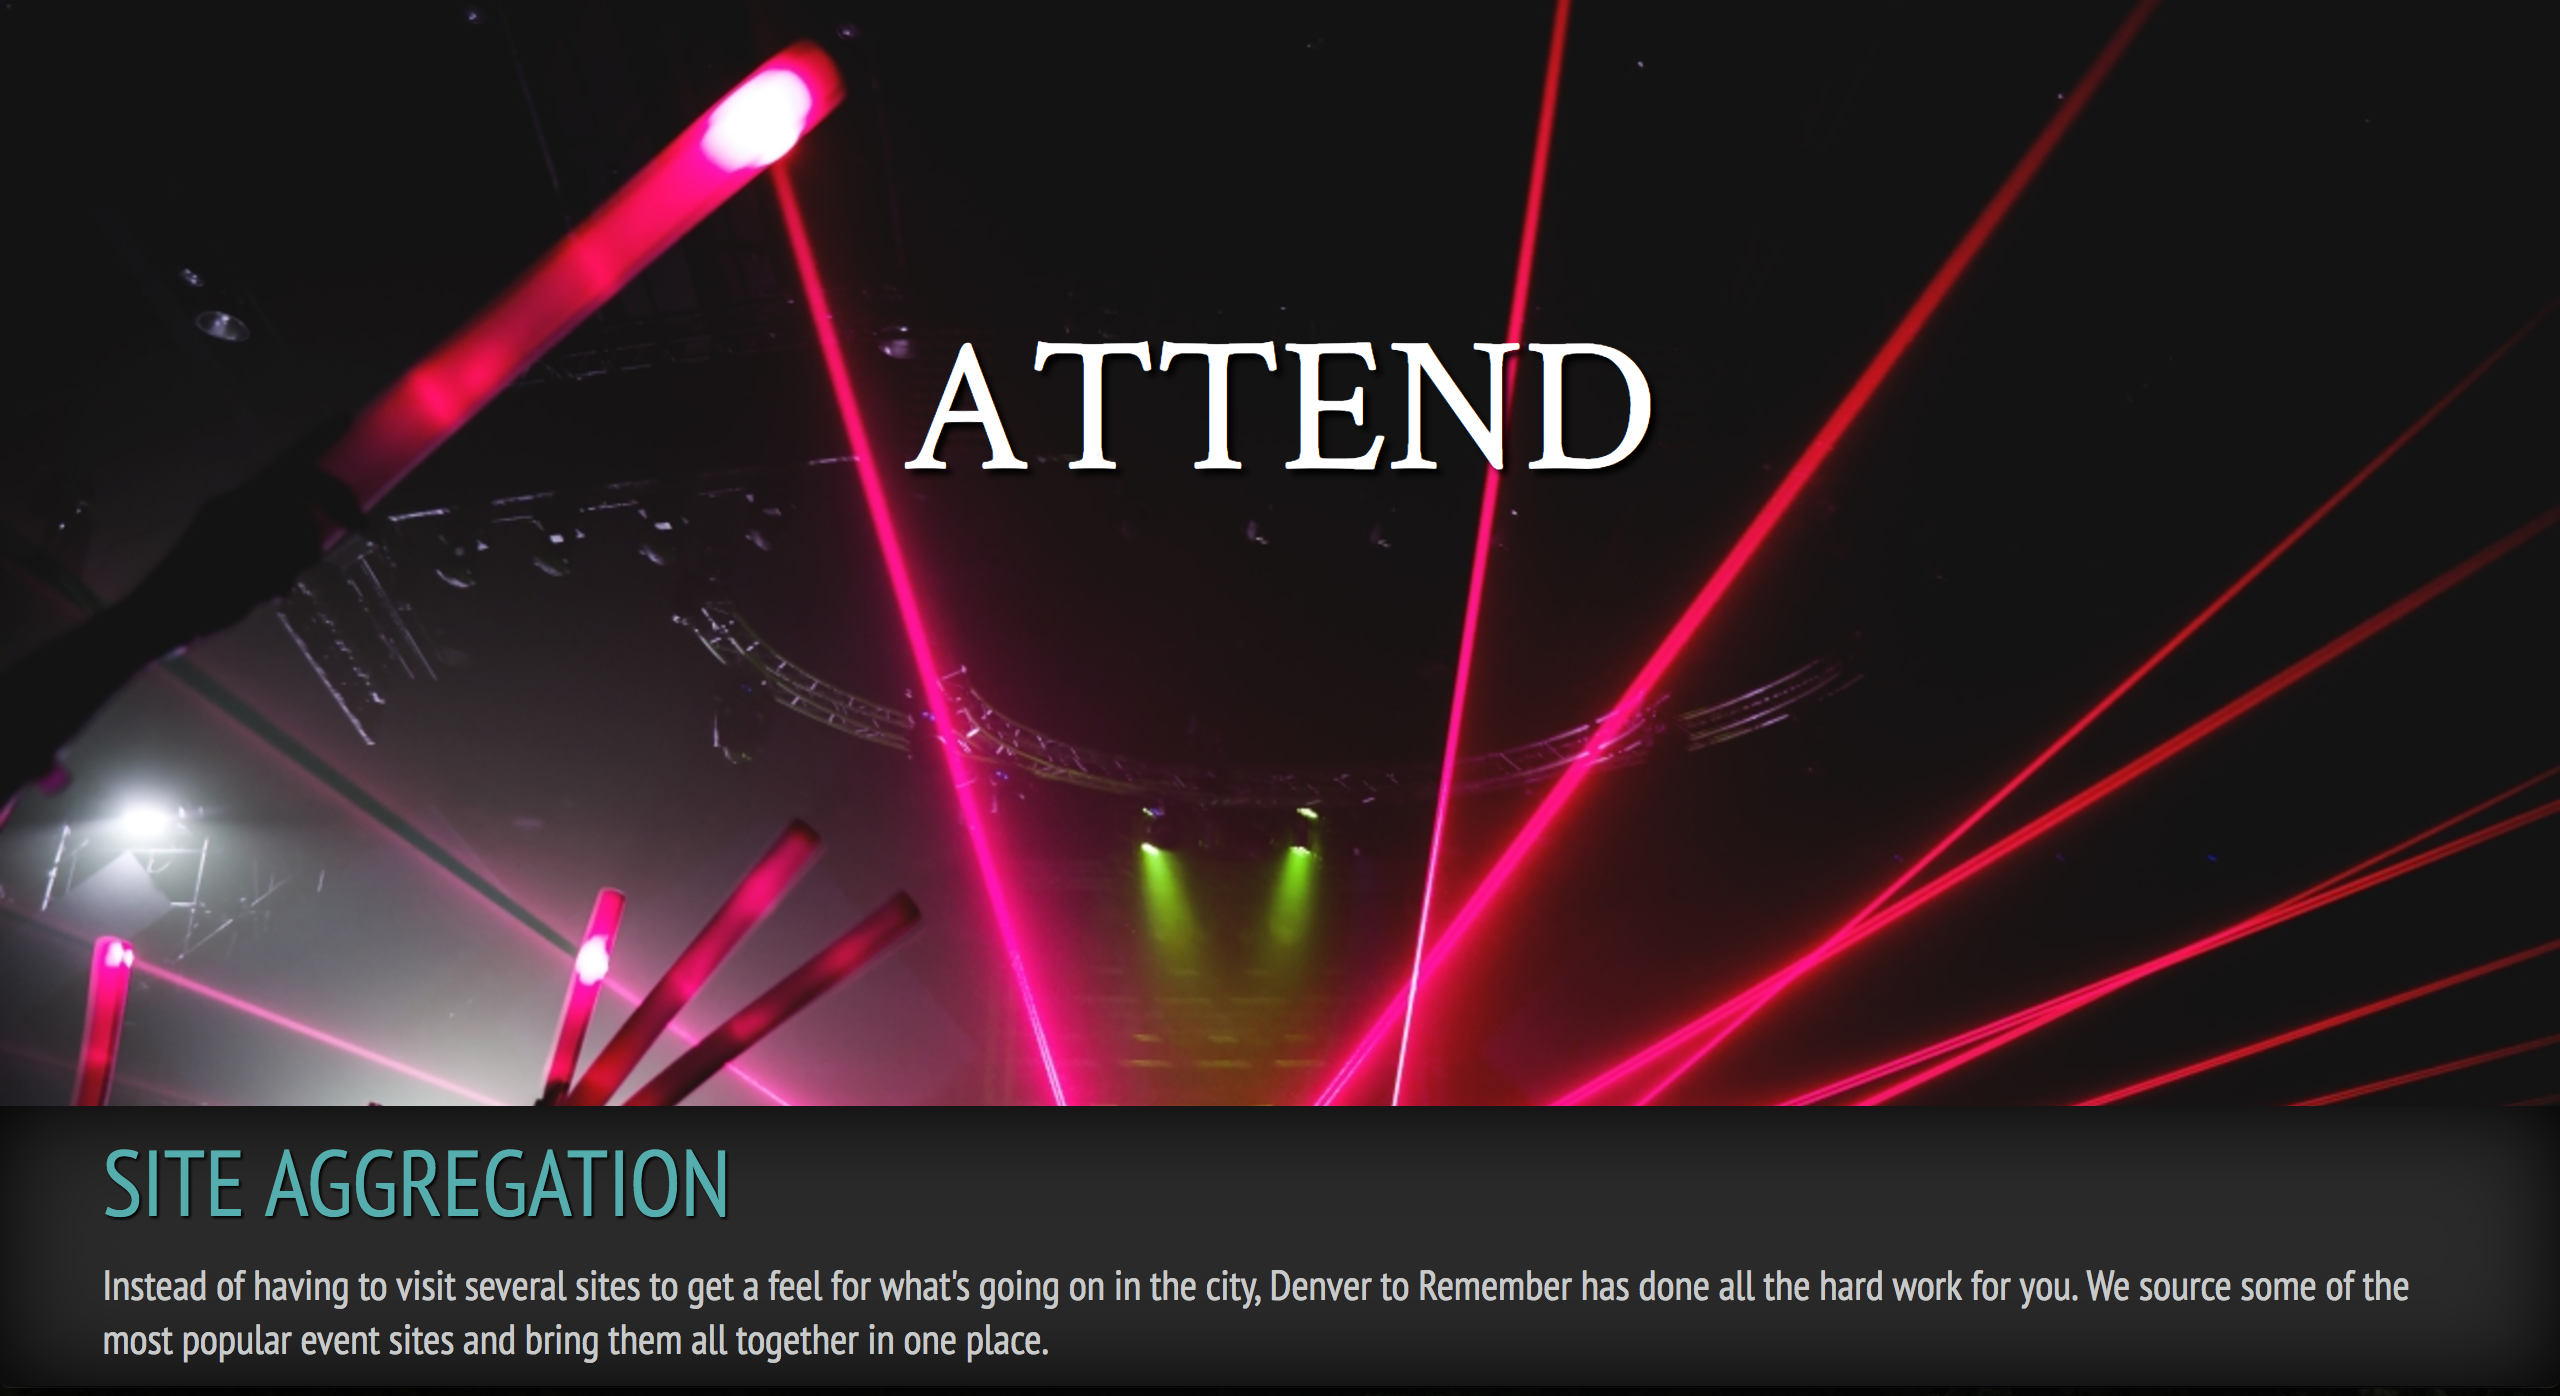 ATTEND
SITE AGGREGATION
Instead of having to visit several sites to get a feel for what's going on in the city, Denver to Remember has done all the hard work for you. We source some of the
most popular event sites and bring them all together in one place.